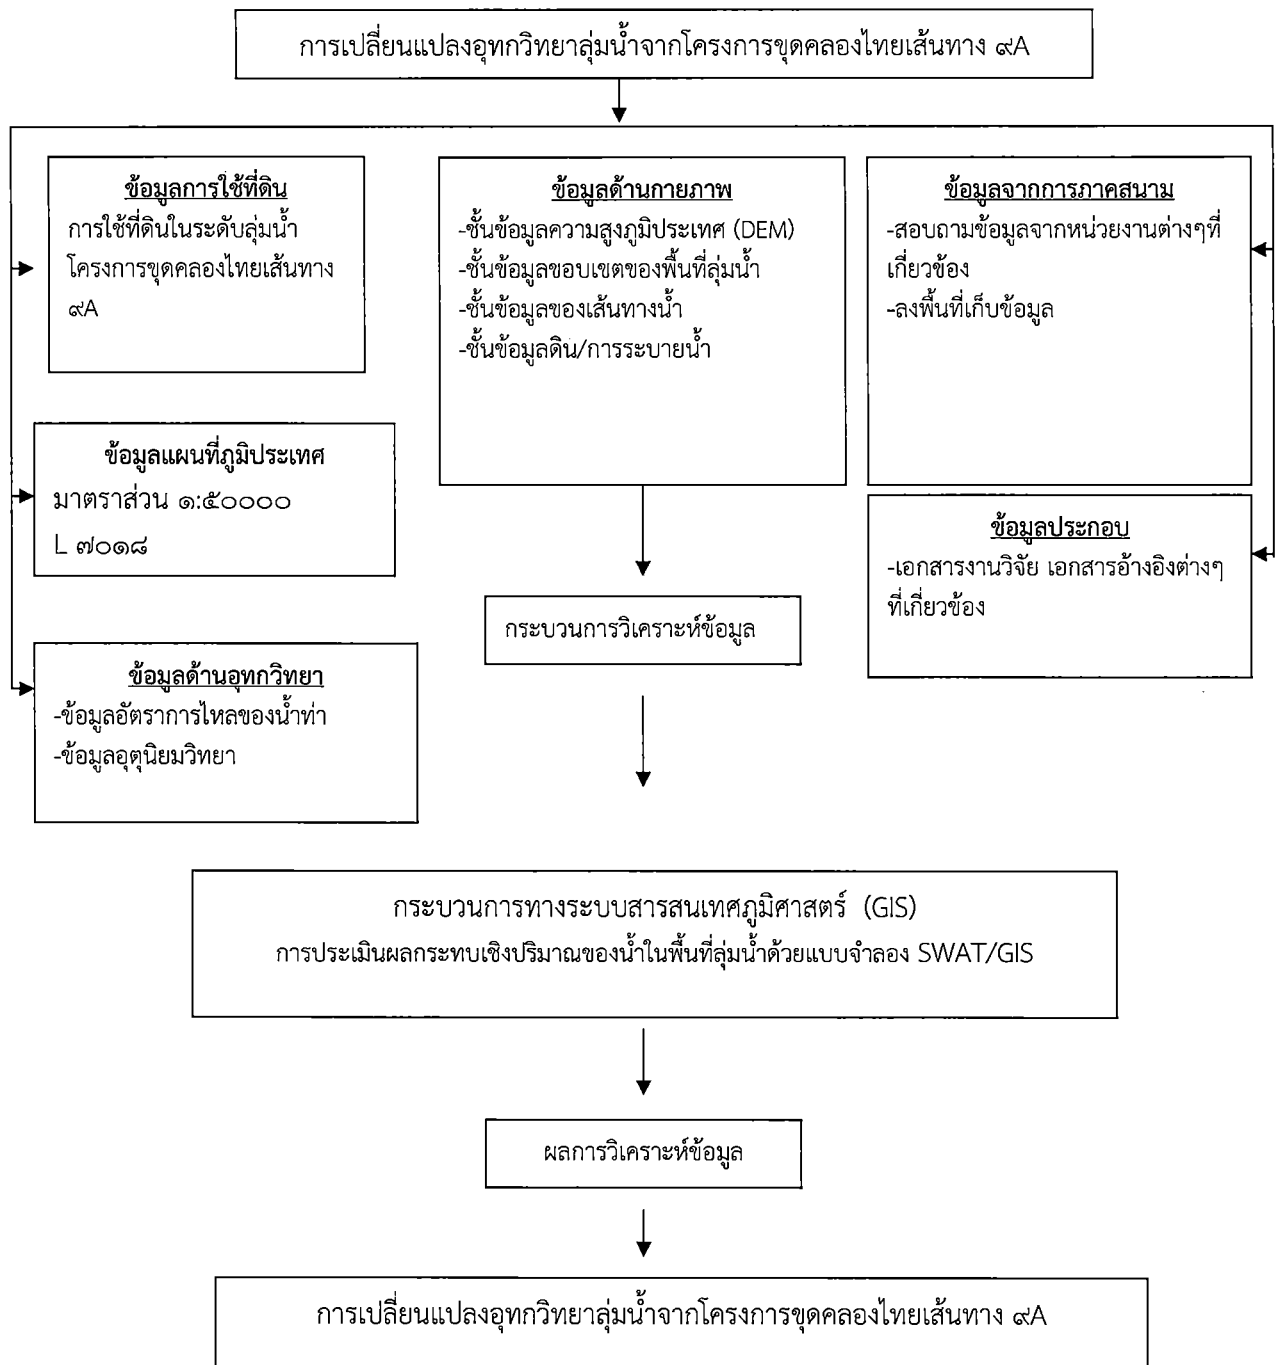 การเปลี่ยนแปลงอุทกวิทยาลุ่มน้ำจากโครงการขุดคลองไทยเส้นทาง ๙A
ข้อมูลการใช้ที่ดิน
การใช้ที่ดินในระดับลุ่มน้ำ
โครงการขุดคลองไทยเส้นทาง
๙A
ข้อมูลด้านกายภาพ
-ชั้นข้อมูลความสูงภูมิประเทศ (DEM)
-ชั้นข้อมูลขอบเขตของพื้นที่ลุ่มน้ำ
-ชั้นข้อมูลของเส้นทางน้ำ
-ชั้นข้อมูลดิน/การระบายน้ำ
ข้อมูลจากการภาคสนาม
-สอบถามข้อมูลจากหน่วยงานต่างๆที่
เกี่ยวข้อง
-ลงพื้นที่เก็บข้อมูล
ข้อมูลแผนที่ภูมิประเทศ
มาตราส่วน ๑:๕๐๐๐๐
L ๗๐๑๘
ข้อมูลประกอบ
-เอกสารงานวิจัย เอกสารอ้างอิงต่างๆ
ที่เกี่ยวข้อง
กระบวนการวิเคราะห์ข้อมูล
ข้อมูลด้านอุทกวิทยา
-ข้อมูลอัตราการไหลของน้ำท่า
-ข้อมูลอุตุนิยมวิทยา
กระบวนการทางระบบสารสนเทศภูมิศาสตร์ (GIS)
การประเมินผลกระทบเชิงปริมาณของน้ำในพื้นที่ลุ่มน้ำด้วยแบบจำลอง SWAT/GIS
ผลการวิเคราะห์ข้อมูล
การเปลี่ยนแปลงอุทกวิทยาลุ่มน้ำจากโครงการขุดคลองไทยเส้นทาง ๙A